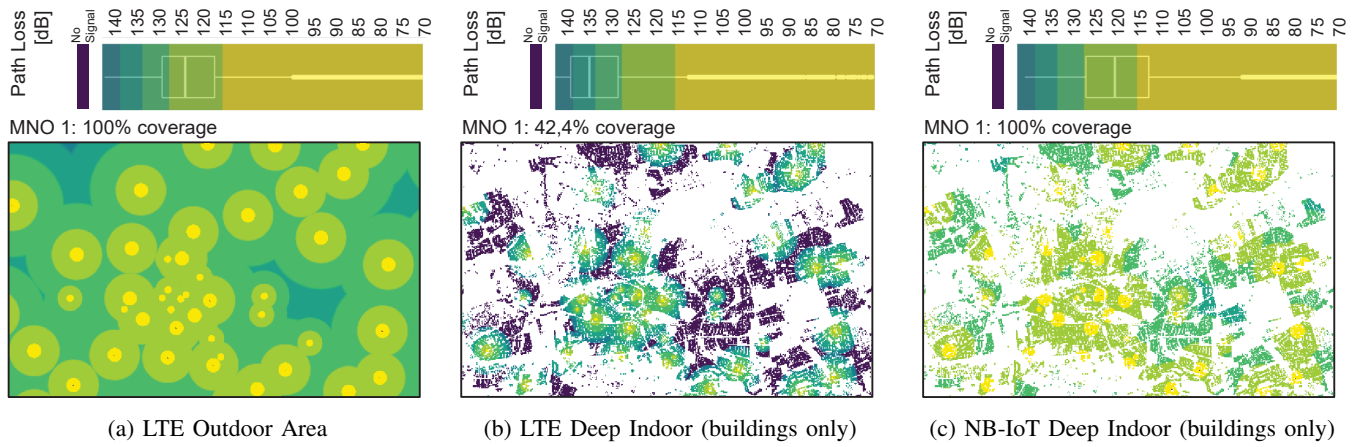 Path Loss
[dB]
No
Signal
140
135
130
125
120
115
110
105
100
95
90
85
80
75
70
MNO 1: 100% coverage
(a) LTE Outdoor Area
Path Loss
[dB]
No
Signal
140
135
130
125
120
115
110
105
100
95
90
85
80
75
70
MNO 1: 42,4% coverage
(b) LTE Deep Indoor (buildings only)
Path Loss
[dB]
No
Signal
140
135
130
125
120
115
110
105
100
95
90
85
80
75
70
MNO 1: 100% coverage
(c) NB-IoT Deep Indoor (buildings only)